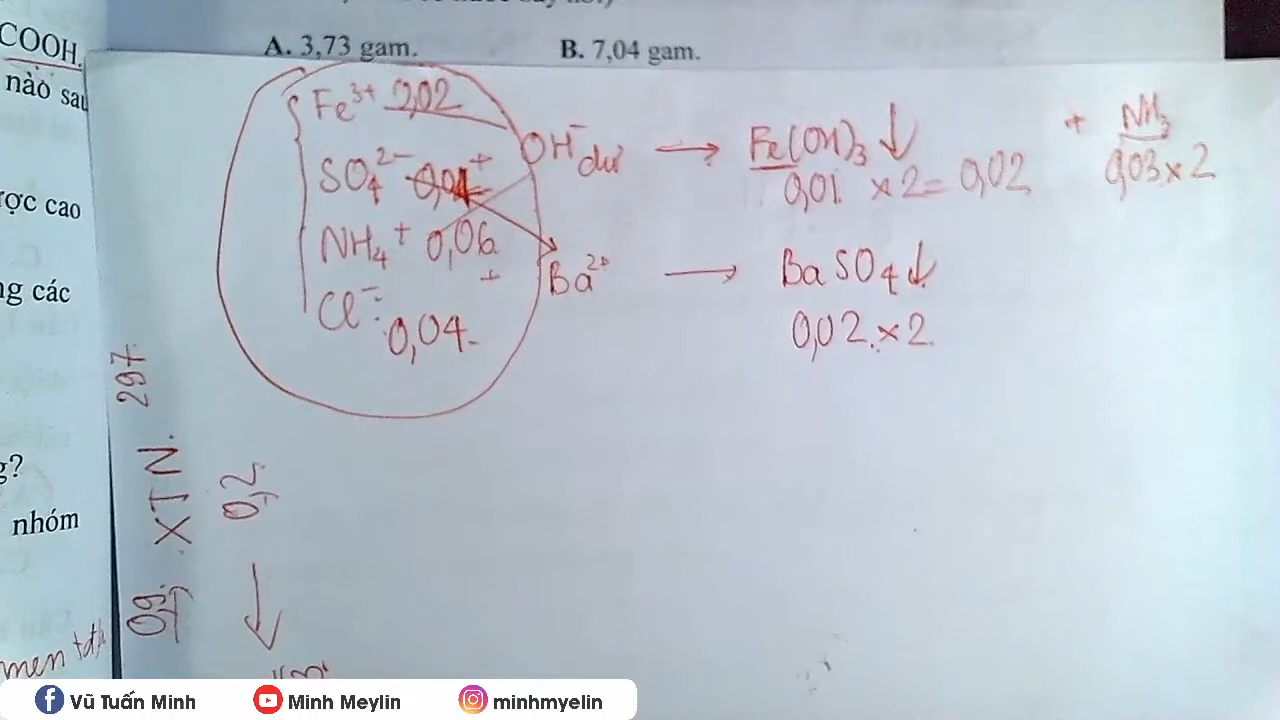 COOH.
nào sau
A. 3,73 gam. B. 7,04 gam.
Fe³⁺ 0,02
SO₄²⁻ 0,04
NH₄⁺ 0,06
Cl⁻: 0,04.
+ OH⁻ dư → Fe(OH)₃ ↓ + NH₃
0,01 x 2 = 0,02 0,03 x 2
+ Ba²⁺ → BaSO₄ ↓
0,02 x 2
ợc cao
ng các
g?
nhóm
XTN. 297.
0,2
men
Vũ Tuấn Minh Minh Meylin minhmyelin